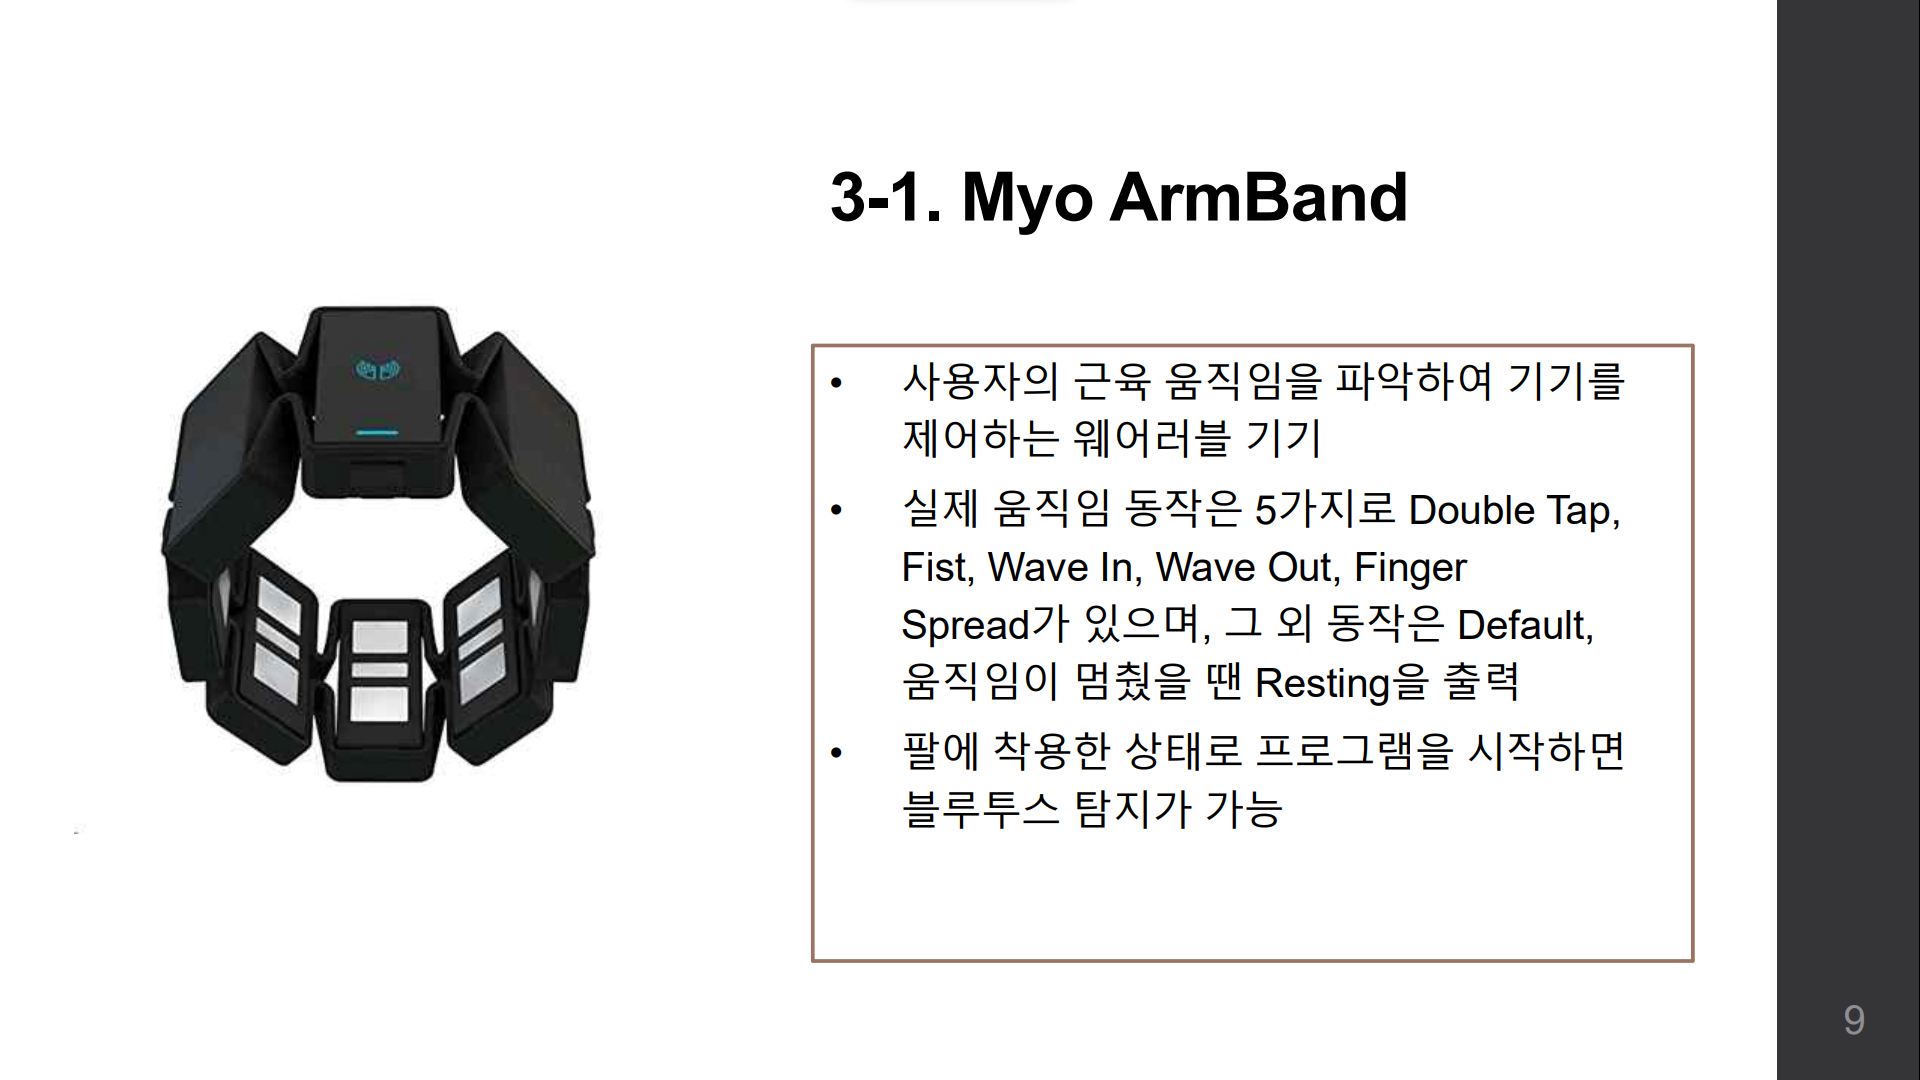 3-1. Myo ArmBand
• 사용자의 근육 움직임을 파악하여 기기를
제어하는 웨어러블 기기
• 실제 움직임 동작은 5가지로 Double Tap,
Fist, Wave In, Wave Out, Finger
Spread가 있으며, 그 외 동작은 Default,
움직임이 멈췄을 땐 Resting을 출력
• 팔에 착용한 상태로 프로그램을 시작하면
블루투스 탐지가 가능
9